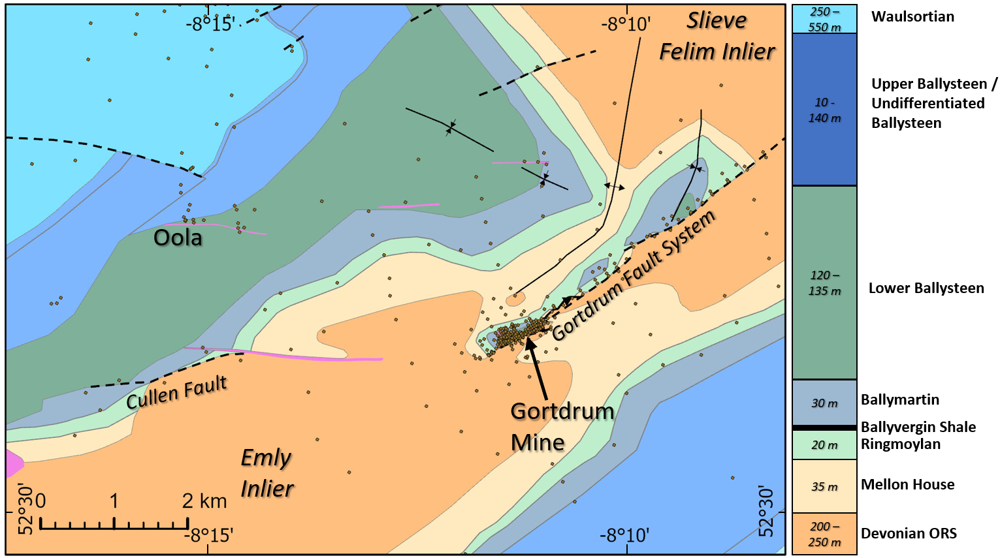 -8°15'
-8°10'
Slieve
Felim Inlier
Oola
Gortdrum Fault System
Cullen Fault
Gortdrum
Mine
Emly
Inlier
0 1 2 km
52°30'
52°30'
-8°15'
-8°10'
250 –
550 m
Waulsortian
10 -
140 m
Upper Ballysteen /
Undifferentiated
Ballysteen
120 –
135 m
Lower Ballysteen
30 m
Ballymartin
Ballyvergin Shale
20 m
Ringmoylan
35 m
Mellon House
200 –
250 m
Devonian ORS